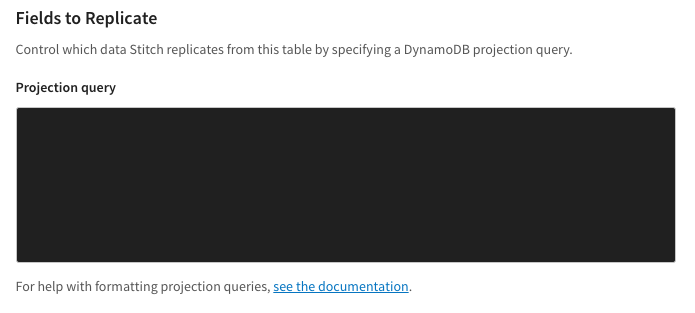 Fields to Replicate
Control which data Stitch replicates from this table by specifying a DynamoDB projection query.
Projection query
For help with formatting projection queries, see the documentation.